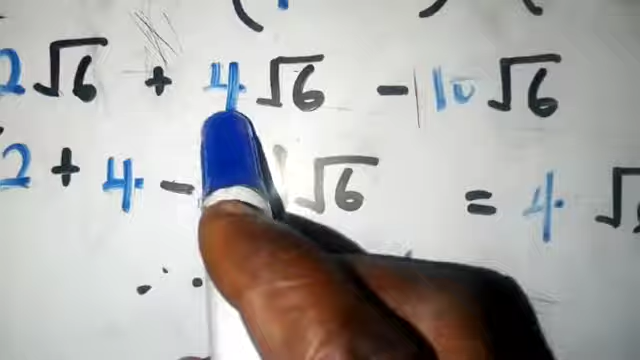 2√6 + 4√6 - 10√6
2 + 4 - √6 = 4√